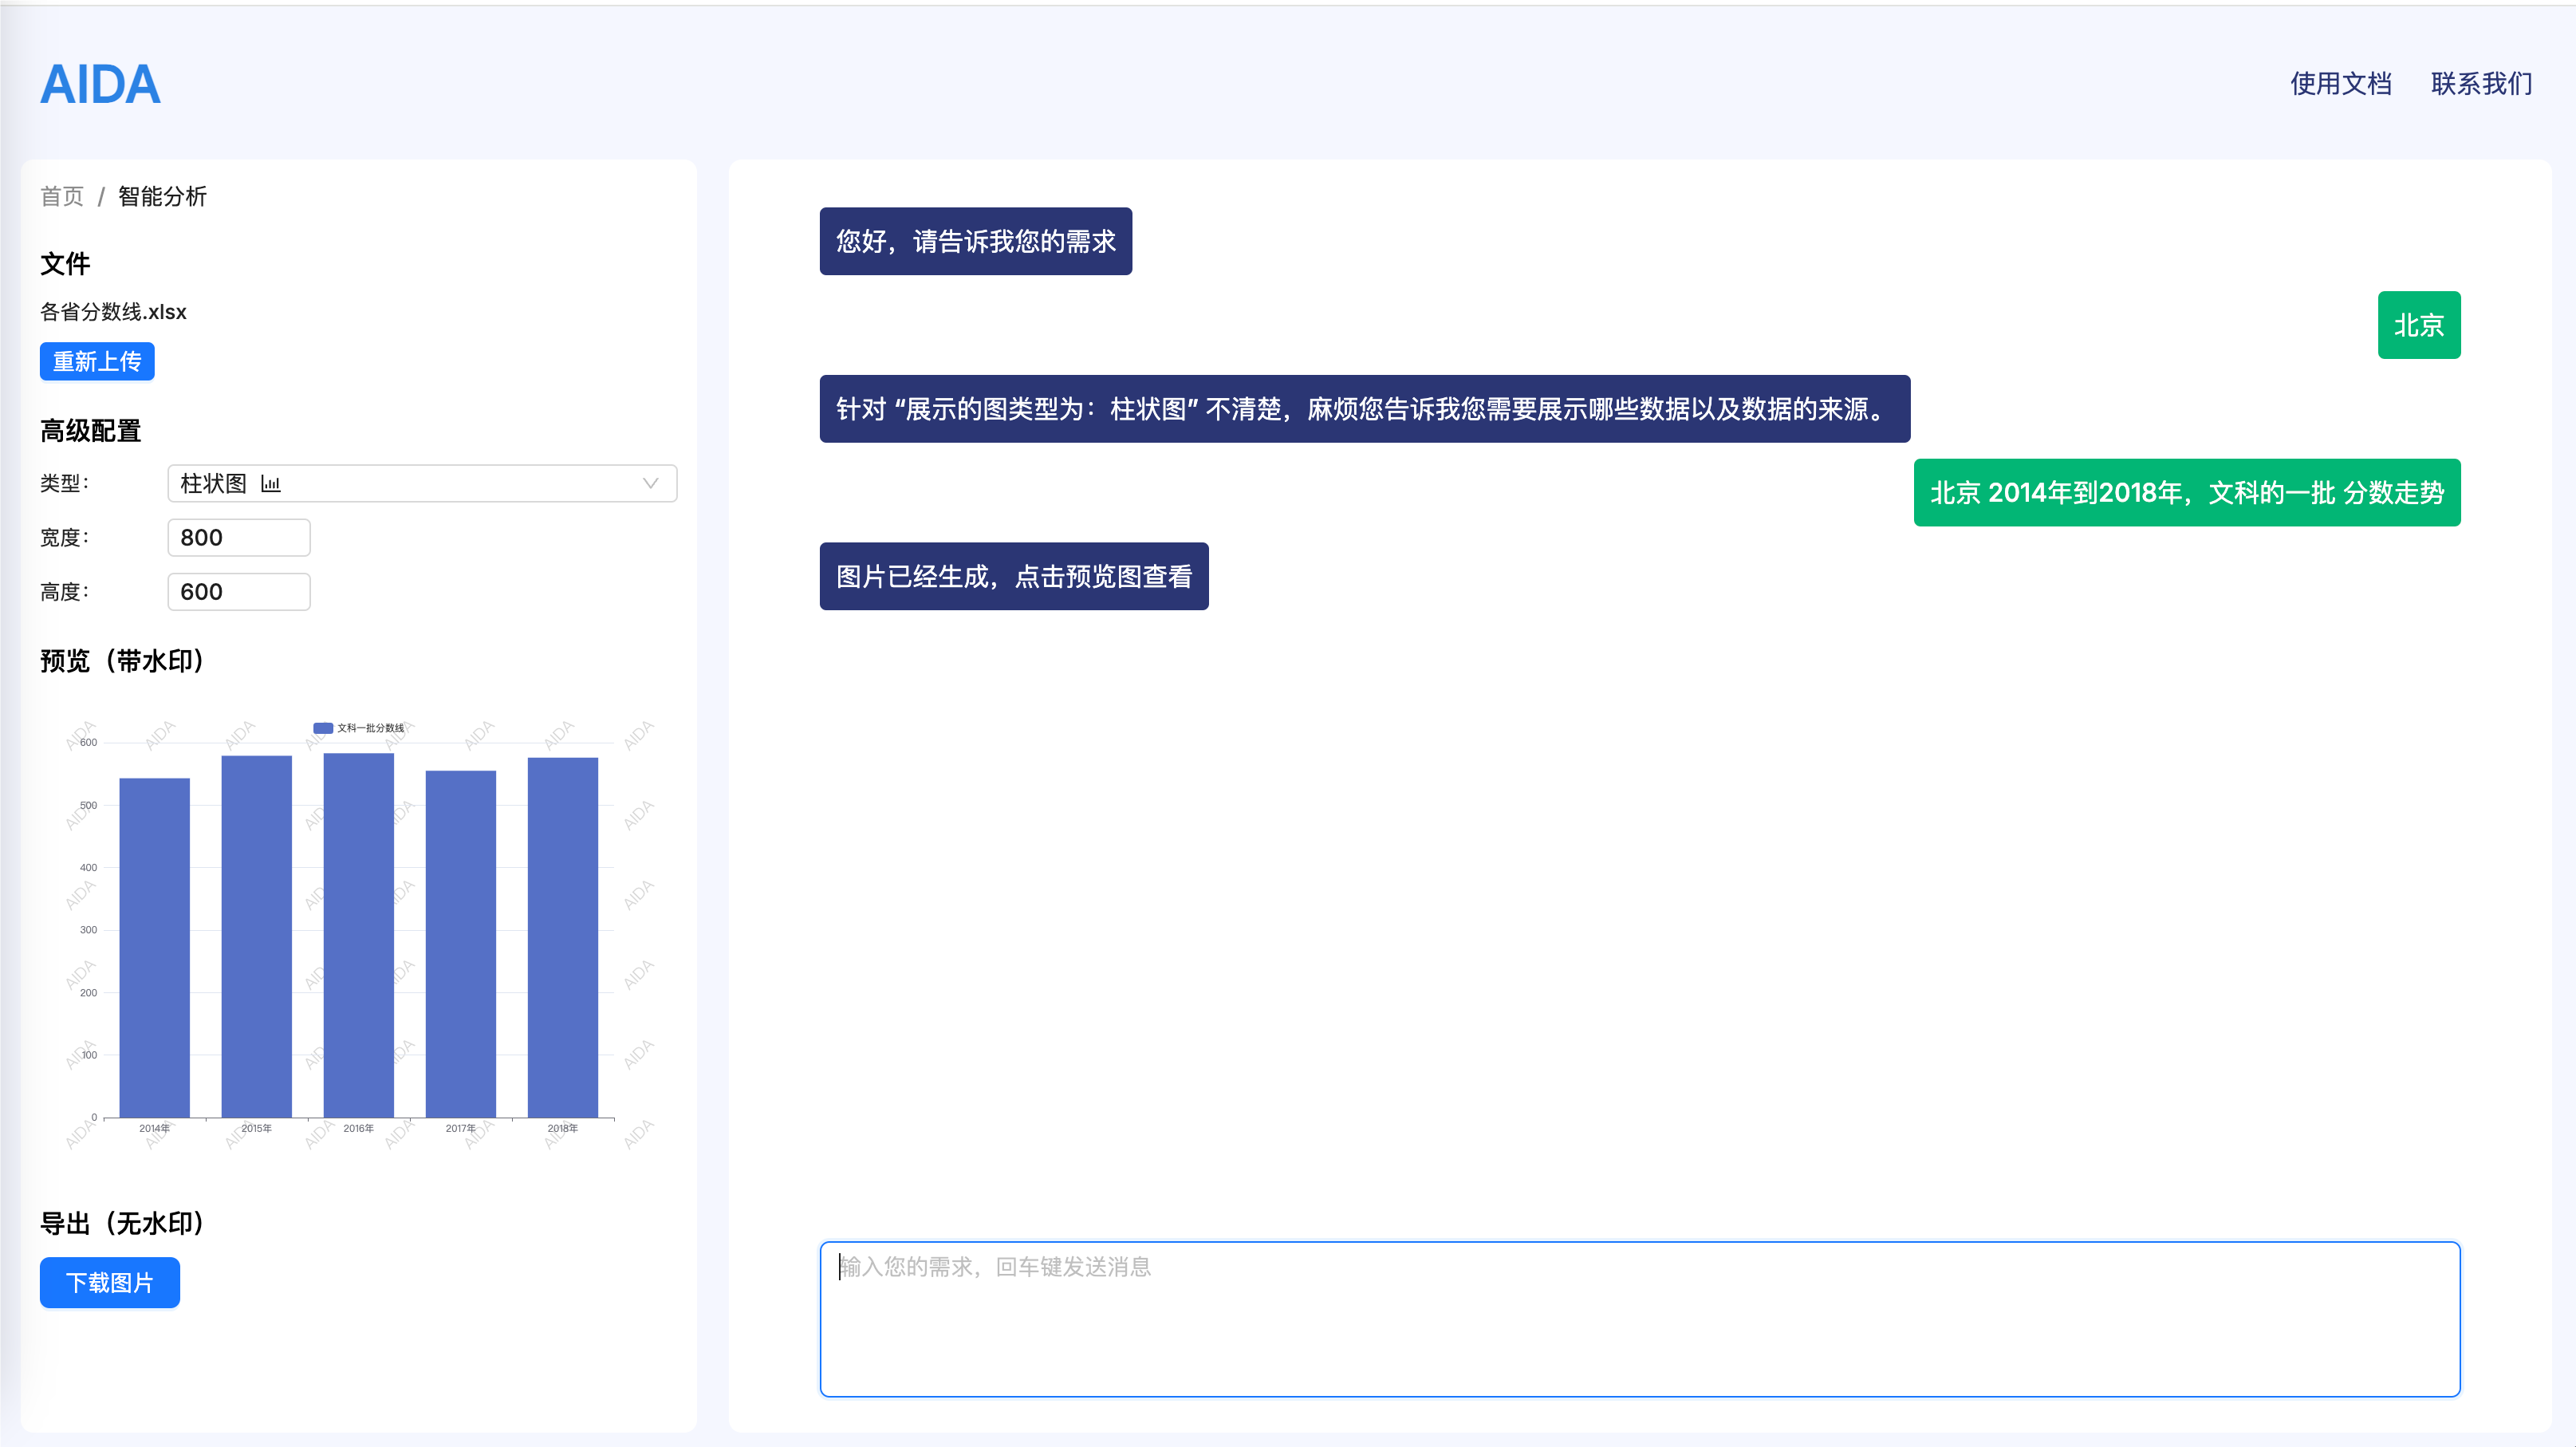 AIDA
使用文档 联系我们
首页 / 智能分析
文件
各省分数线.xlsx
重新上传
高级配置
类型：
柱状图
宽度：
800
高度：
600
预览（带水印）
文科一批分数线
600
500
400
300
200
100
0
2014年 2015年 2016年 2017年 2018年
AIDA
导出（无水印）
下载图片
您好，请告诉我您的需求
北京
针对 “展示的图类型为：柱状图” 不清楚，麻烦您告诉我您需要展示哪些数据以及数据的来源。
北京 2014年到2018年，文科的一批 分数走势
图片已经生成，点击预览图查看
输入您的需求，回车键发送消息